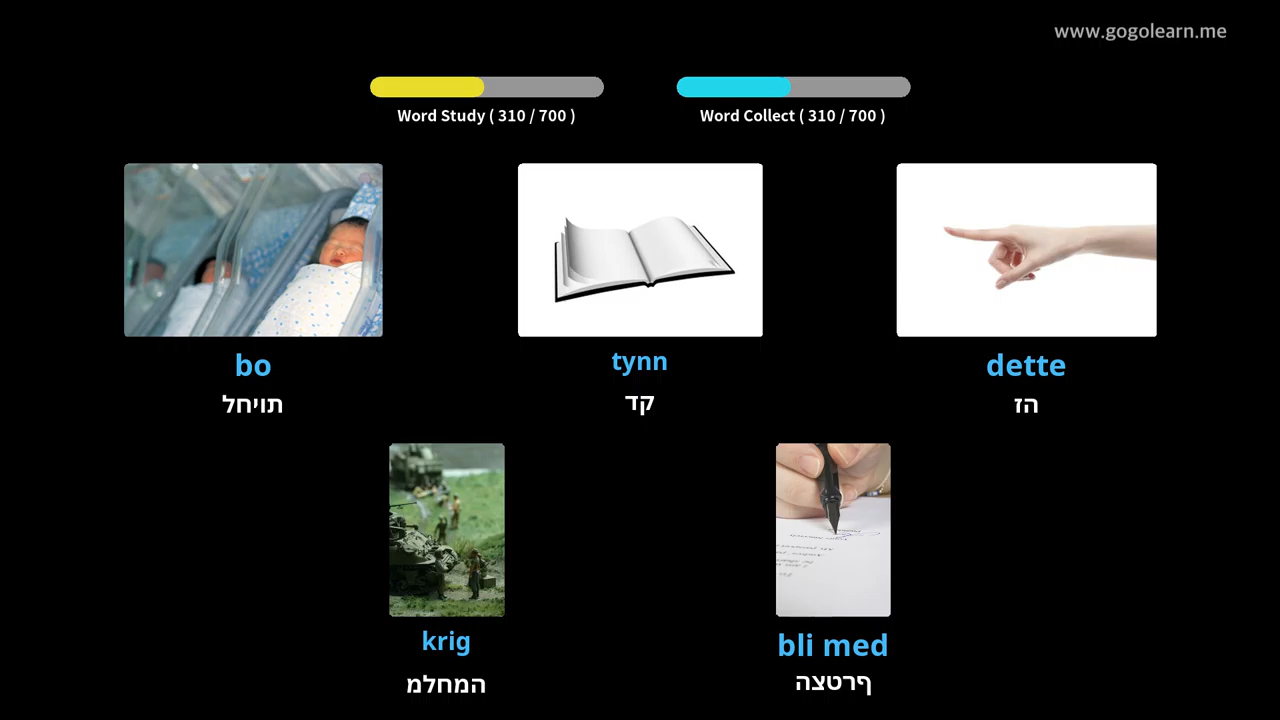 www.gogolearn.me
Word Study ( 310 / 700 )
Word Collect ( 310 / 700 )
bo
תויחל
tynn
קד
dette
הז
krig
המחלמ
bli med
ףרטצה